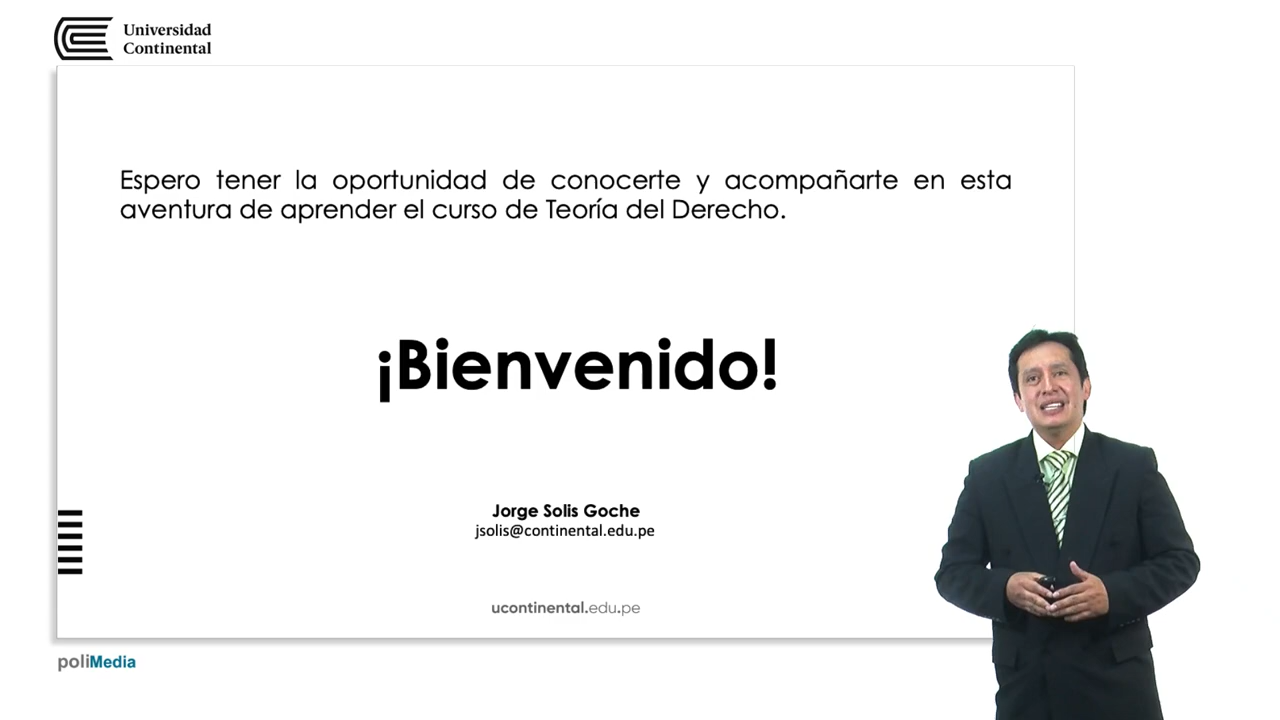 Universidad
Continental
Espero tener la oportunidad de conocerte y acompañarte en esta
aventura de aprender el curso de Teoría del Derecho.
¡Bienvenido!
Jorge Solis Goche
jsolis@continental.edu.pe
ucontinental.edu.pe
poliMedia